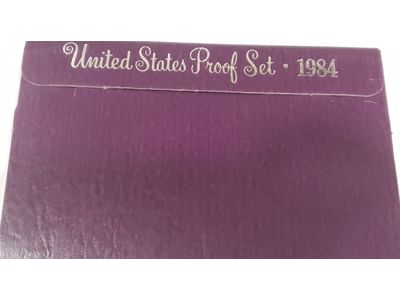 United States Proof Set · 1984